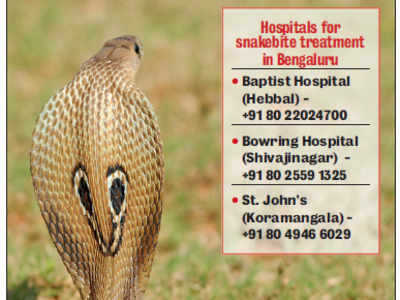 Hospitals for
snakebite treatment
in Bengaluru
• Baptist Hospital
(Hebbal) -
+91 80 22024700
• Bowring Hospital
(Shivajinagar) -
+91 80 2559 1325
• St. John's
(Koramangala) -
+91 80 4946 6029